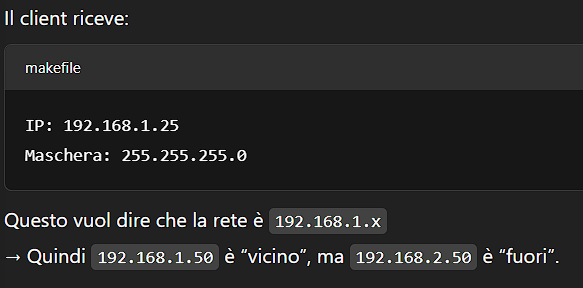 Il client riceve:
makefile
IP: 192.168.1.25
Maschera: 255.255.255.0
Questo vuol dire che la rete è 192.168.1.x
→ Quindi 192.168.1.50 è “vicino”, ma 192.168.2.50 è “fuori”.